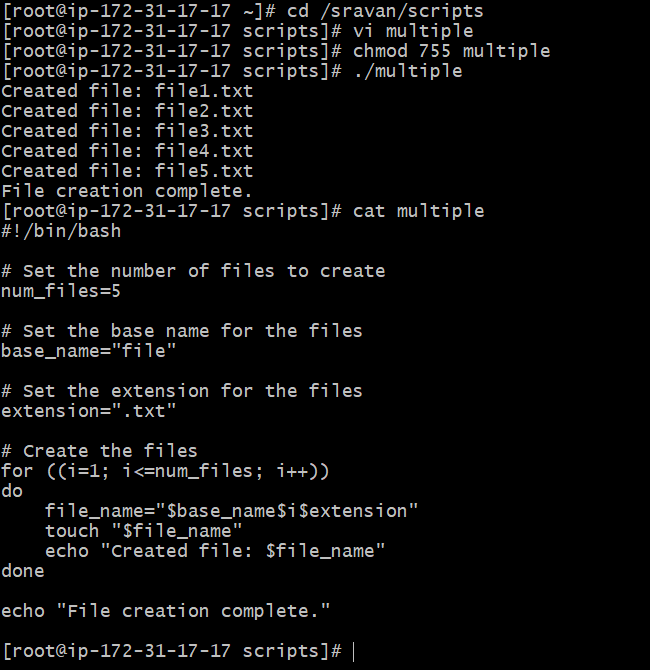 [root@ip-172-31-17-17 ~]# cd /sravan/scripts
[root@ip-172-31-17-17 scripts]# vi multiple
[root@ip-172-31-17-17 scripts]# chmod 755 multiple
[root@ip-172-31-17-17 scripts]# ./multiple
Created file: file1.txt
Created file: file2.txt
Created file: file3.txt
Created file: file4.txt
Created file: file5.txt
File creation complete.
[root@ip-172-31-17-17 scripts]# cat multiple
#!/bin/bash

# Set the number of files to create
num_files=5

# Set the base name for the files
base_name="file"

# Set the extension for the files
extension=".txt"

# Create the files
for ((i=1; i<=num_files; i++))
do
    file_name="$base_name$i$extension"
    touch "$file_name"
    echo "Created file: $file_name"
done

echo "File creation complete."

[root@ip-172-31-17-17 scripts]#